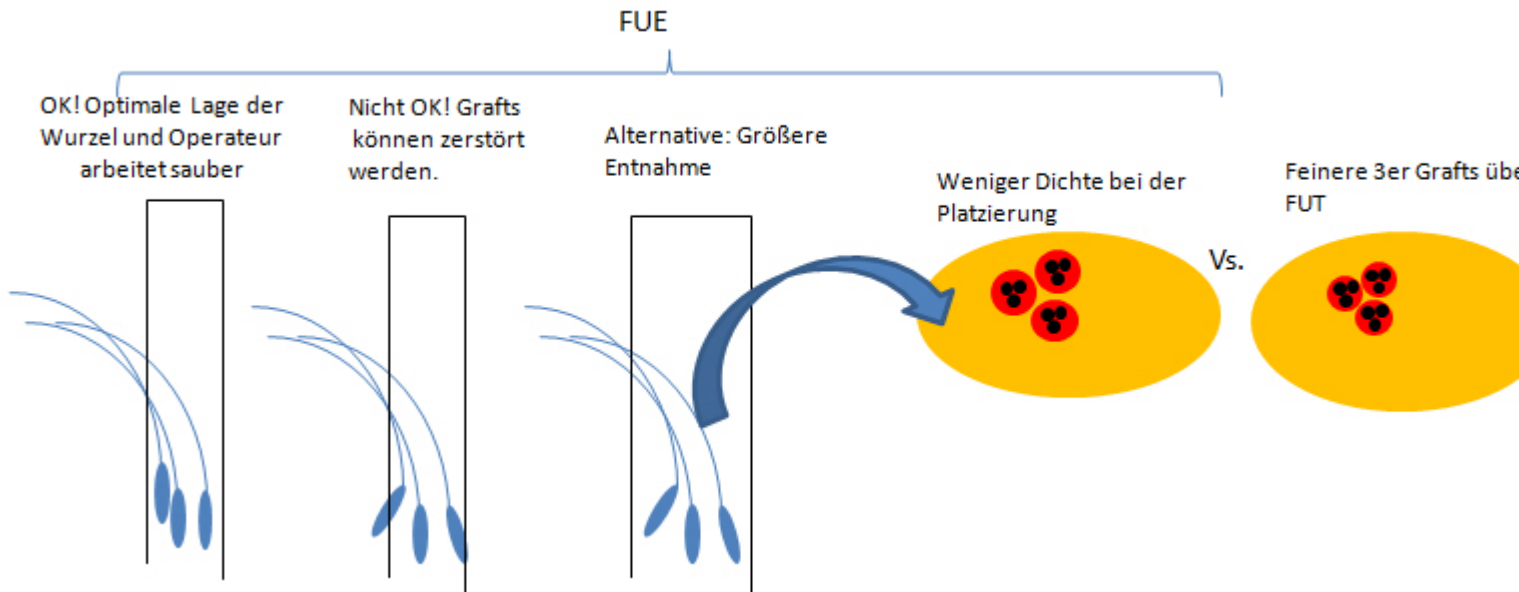 FUE
OK! Optimale Lage der
Wurzel und Operateur
arbeitet sauber
Nicht OK! Grafts
können zerstört
werden.
Alternative: Größere
Entnahme
Weniger Dichte bei der
Platzierung
Vs.
Feinere 3er Grafts übe
FUT